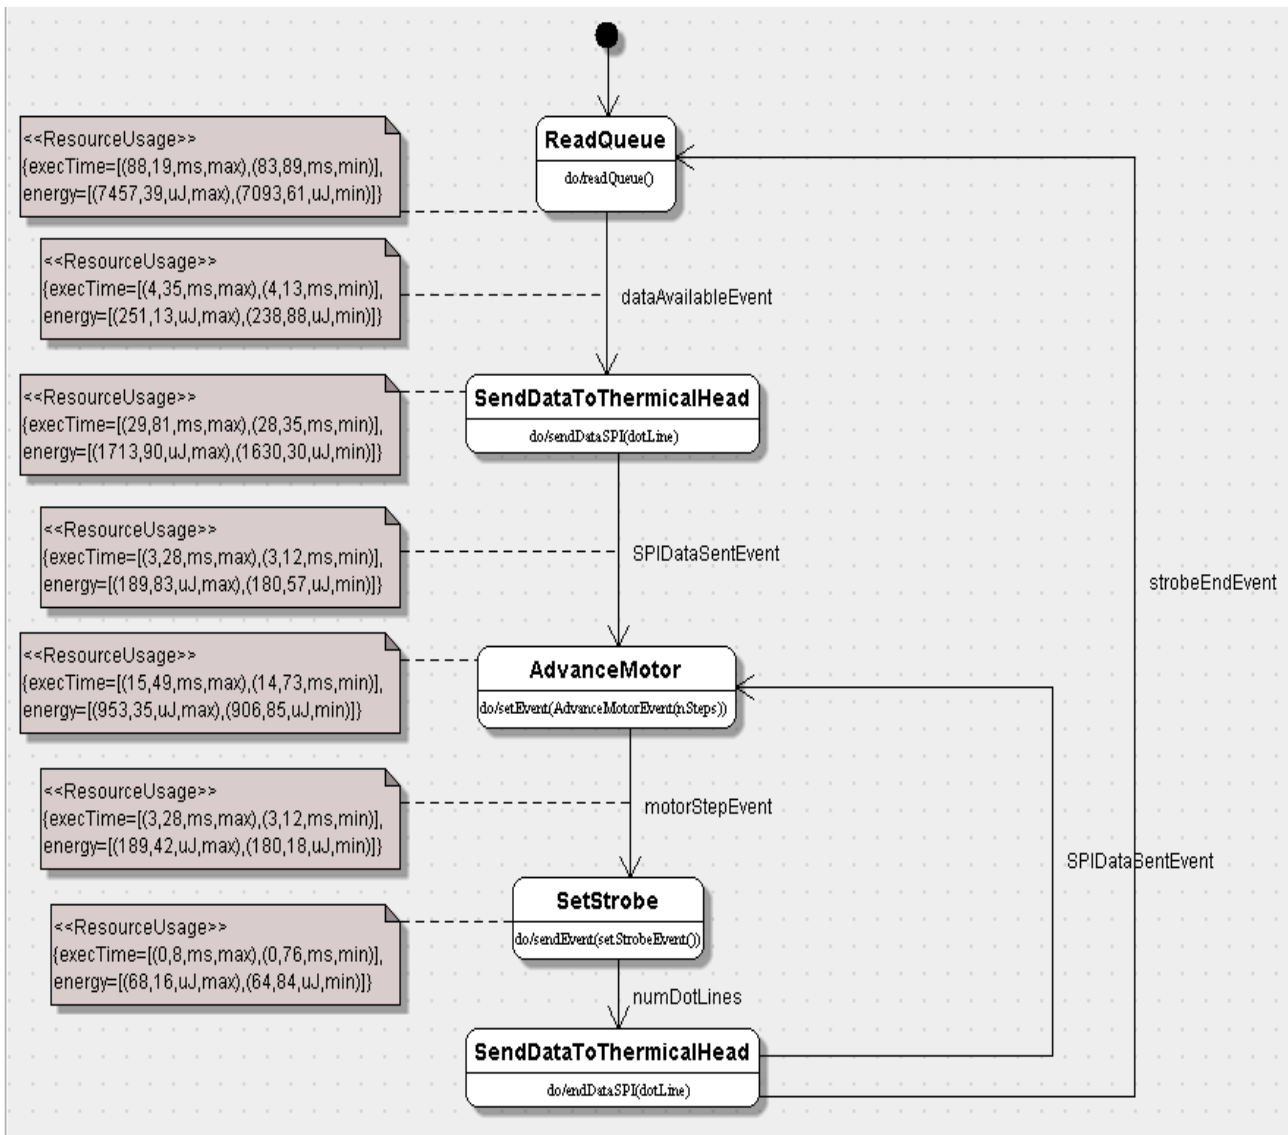 ReadQueue
do/readQueue()
<<ResourceUsage>>
{execTime=[(88,19,ms,max),(83,89,ms,min)],
energy=[(7457,39,uJ,max),(7093,61,uJ,min)]}
<<ResourceUsage>>
{execTime=[(4,35,ms,max),(4,13,ms,min)],
energy=[(251,13,uJ,max),(238,88,uJ,min)]}
dataAvailableEvent
<<ResourceUsage>>
{execTime=[(29,81,ms,max),(28,35,ms,min)],
energy=[(1713,90,uJ,max),(1630,30,uJ,min)]}
SendDataToThermicalHead
do/sendDataSPI(dotLine)
<<ResourceUsage>>
{execTime=[(3,28,ms,max),(3,12,ms,min)],
energy=[(189,83,uJ,max),(180,57,uJ,min)]}
SPIDataSentEvent
strobeEndEvent
<<ResourceUsage>>
{execTime=[(15,49,ms,max),(14,73,ms,min)],
energy=[(953,35,uJ,max),(906,85,uJ,min)]}
AdvanceMotor
do/setEvent(AdvanceMotorEvent(nSteps))
<<ResourceUsage>>
{execTime=[(3,28,ms,max),(3,12,ms,min)],
energy=[(189,42,uJ,max),(180,18,uJ,min)]}
motorStepEvent
SPIDataSentEvent
<<ResourceUsage>>
{execTime=[(0,8,ms,max),(0,76,ms,min)],
energy=[(68,16,uJ,max),(64,84,uJ,min)]}
SetStrobe
do/sendEvent(setStrobeEvent())
numDotLines
SendDataToThermicalHead
do/endDataSPI(dotLine)